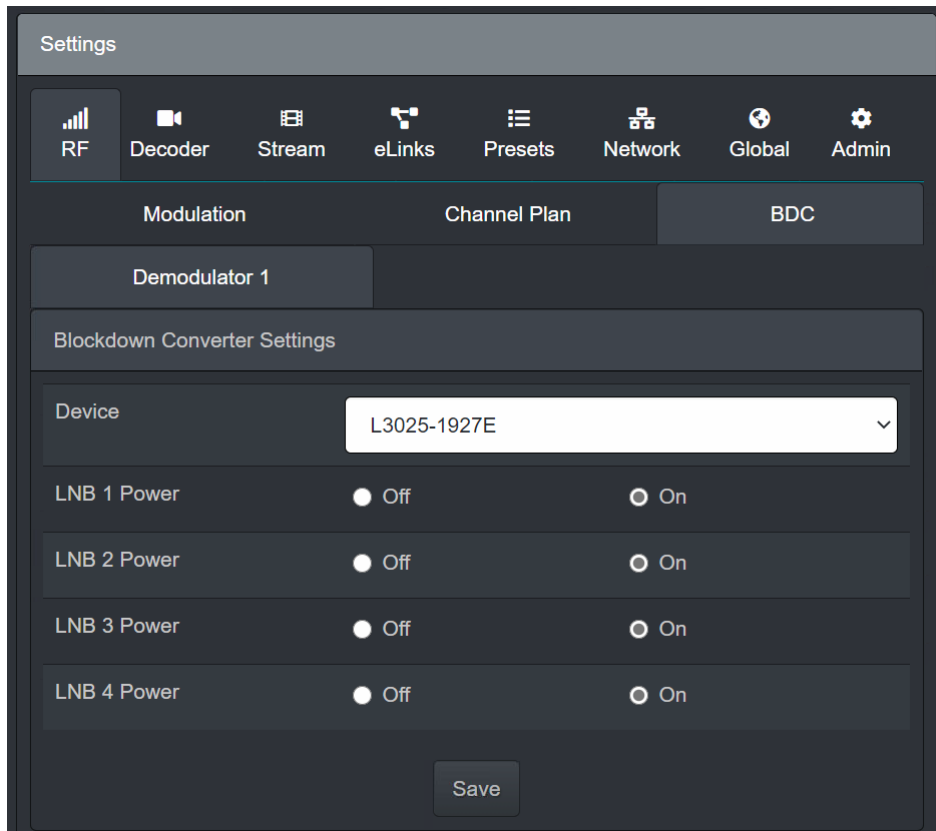 Settings
RF Decoder Stream eLinks Presets Network Global Admin
Modulation Channel Plan BDC
Demodulator 1
Blockdown Converter Settings
Device L3025-1927E
LNB 1 Power Off On
LNB 2 Power Off On
LNB 3 Power Off On
LNB 4 Power Off On
Save